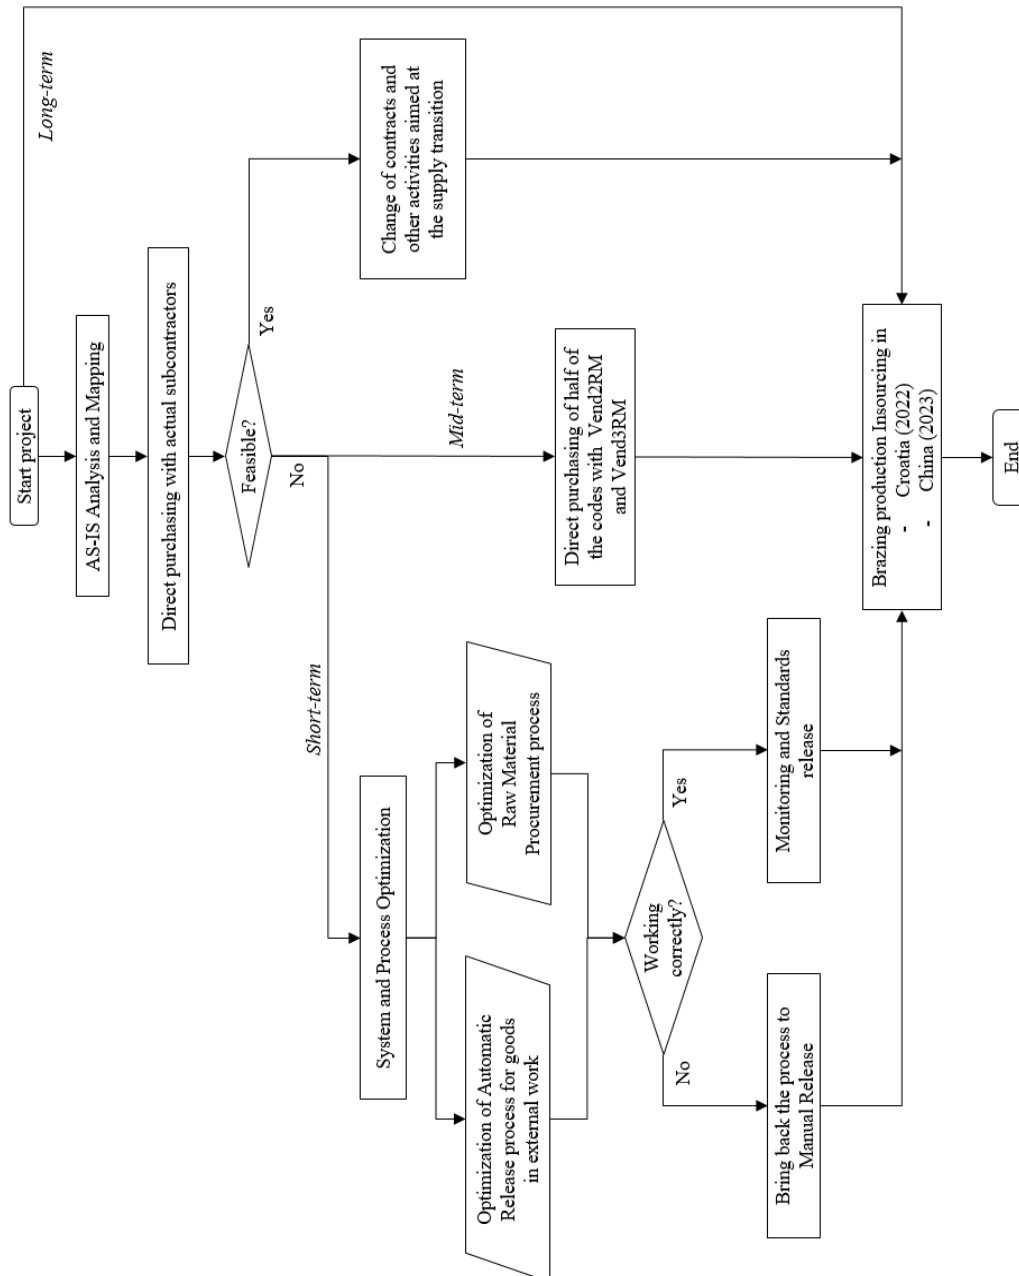 Start project
Long-term
AS-IS Analysis and Mapping
Direct purchasing with actual subcontractors
Feasible?
Yes
No
Change of contracts and
other activities aimed at
the supply transition
Mid-term
Direct purchasing of half of
the codes with Vend2RM
and Vend3RM
Short-term
System and Process Optimization
Optimization of Automatic
Release process for goods
in external work
Optimization of
Raw Material
Procurement process
Working
correctly?
No
Yes
Bring back the process to
Manual Release
Monitoring and Standards
release
Brazing production Insourcing in
- Croatia (2022)
- China (2023)
End